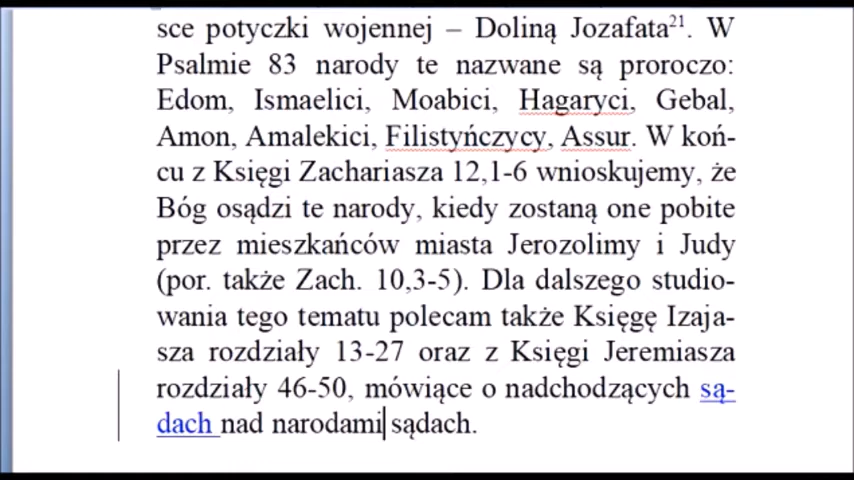 sce potyczki wojennej – Doliną Jozafata²¹. W
Psalmie 83 narody te nazwane są proroczo:
Edom, Ismaelici, Moabici, Hagaryci, Gebal,
Amon, Amalekici, Filistyńczycy, Assur. W koń-
cu z Księgi Zachariasza 12,1-6 wnioskujemy, że
Bóg osądzi te narody, kiedy zostaną one pobite
przez mieszkańców miasta Jerozolimy i Judy
(por. także Zach. 10,3-5). Dla dalszego studio-
wania tego tematu polecam także Księgę Izaja-
sza rozdziały 13-27 oraz z Księgi Jeremiasza
rozdziały 46-50, mówiące o nadchodzących są-
dach nad narodami sądach.